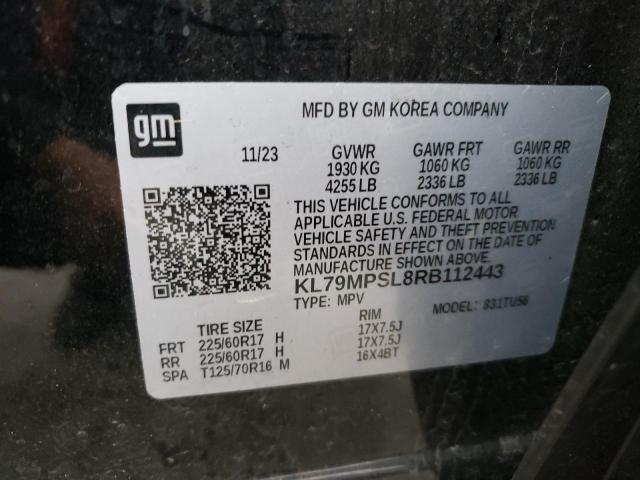 gm
MFD BY GM KOREA COMPANY
11/23 GVWR GAWR FRT GAWR RR
1930 KG 1060 KG 1060 KG
4255 LB 2336 LB 2336 LB
THIS VEHICLE CONFORMS TO ALL
APPLICABLE U.S. FEDERAL MOTOR
VEHICLE SAFETY AND THEFT PREVENTION
STANDARDS IN EFFECT ON THE DATE OF
MANUFACTURE SHOWN ABOVE.
KL79MPSL8RB112443
TYPE: MPV MODEL: 831TU56
TIRE SIZE RIM
FRT 225/60R17 H 17X7.5J
RR 225/60R17 H 17X7.5J
SPA T125/70R16 M 16X4BT